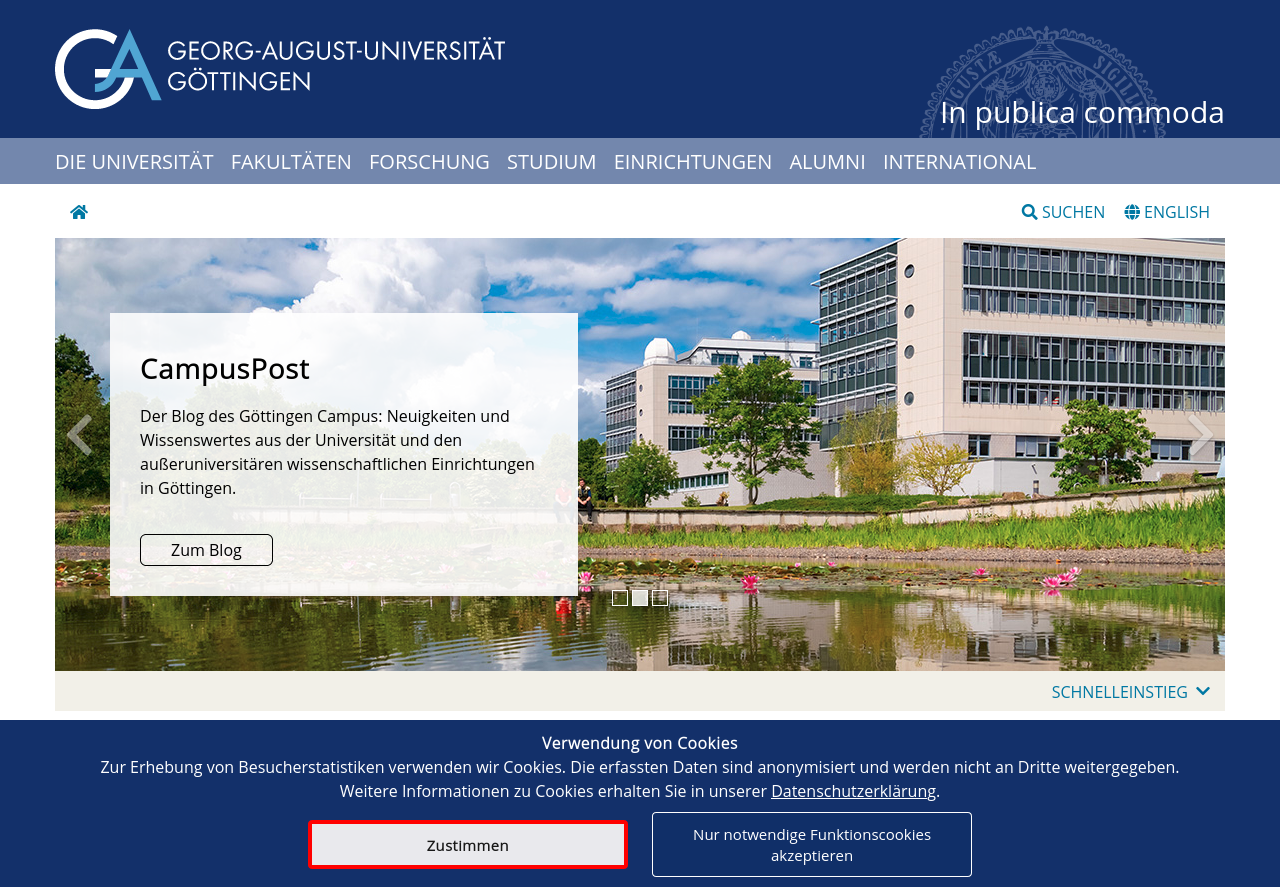 GEORG-AUGUST-UNIVERSITÄT
GÖTTINGEN
In publica commoda
DIE UNIVERSITÄT FAKULTÄTEN FORSCHUNG STUDIUM EINRICHTUNGEN ALUMNI INTERNATIONAL
SUCHEN ENGLISH
CampusPost
Der Blog des Göttingen Campus: Neuigkeiten und
Wissenswertes aus der Universität und den
außeruniversitären wissenschaftlichen Einrichtungen
in Göttingen.
Zum Blog
SCHNELLEINSTIEG
Verwendung von Cookies
Zur Erhebung von Besucherstatistiken verwenden wir Cookies. Die erfassten Daten sind anonymisiert und werden nicht an Dritte weitergegeben.
Weitere Informationen zu Cookies erhalten Sie in unserer Datenschutzerklärung.
Zustimmen
Nur notwendige Funktionscookies
akzeptieren